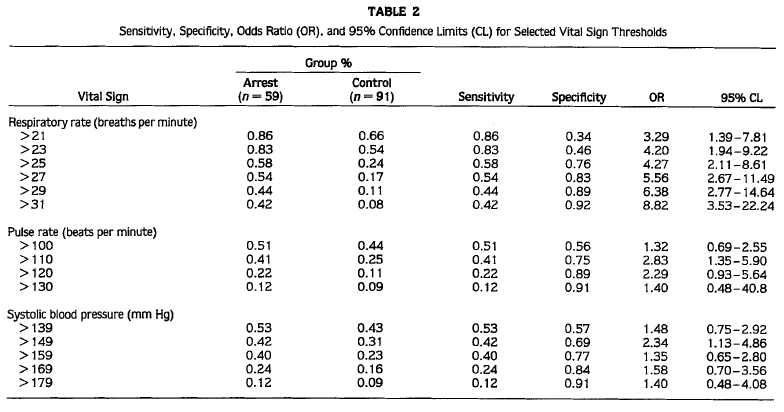 TABLE 2
Sensitivity, Specificity, Odds Ratio (OR), and 95% Confidence Limits (CL) for Selected Vital Sign Thresholds
Group %
Arrest Control
Vital Sign (n = 59) (n = 91) Sensitivity Specificity OR 95% CL
Respiratory rate (breaths per minute)
>21 0.86 0.66 0.86 0.34 3.29 1.39–7.81
>23 0.83 0.54 0.83 0.46 4.20 1.94–9.22
>25 0.58 0.24 0.58 0.76 4.27 2.11–8.61
>27 0.54 0.17 0.54 0.83 5.56 2.67–11.49
>29 0.44 0.11 0.44 0.89 6.38 2.77–14.64
>31 0.42 0.08 0.42 0.92 8.82 3.53–22.24
Pulse rate (beats per minute)
>100 0.51 0.44 0.51 0.56 1.32 0.69–2.55
>110 0.41 0.25 0.41 0.75 2.83 1.35–5.90
>120 0.22 0.11 0.22 0.89 2.29 0.93–5.64
>130 0.12 0.09 0.12 0.91 1.40 0.48–40.8
Systolic blood pressure (mm Hg)
>139 0.53 0.43 0.53 0.57 1.48 0.75–2.92
>149 0.42 0.31 0.42 0.69 2.34 1.13–4.86
>159 0.40 0.23 0.40 0.77 1.35 0.65–2.80
>169 0.24 0.16 0.24 0.84 1.58 0.70–3.56
>179 0.12 0.09 0.12 0.91 1.40 0.48–4.08